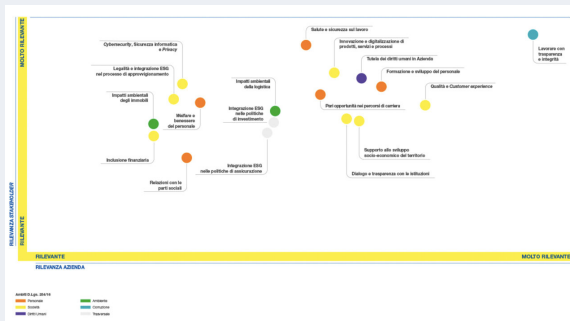 Salute e sicurezza sul lavoro
Cybersecurity, Sicurezza informatica
e Privacy
Innovazione e digitalizzazione di
prodotti, servizi e processi
Lavorare con
trasparenza
e integrità
Tutela dei diritti umani in Azienda
Legalità e integrazione ESG
nel processo di approvvigionamento
Formazione e sviluppo del personale
Impatti ambientali
della logistica
Qualità e Customer experience
Impatti ambientali
degli immobili
Pari opportunità nei percorsi di carriera
Integrazione ESG
nelle politiche
di investimento
Welfare e
benessere
del personale
Supporto allo sviluppo
socio-economico del territorio
Inclusione finanziaria
Integrazione ESG
nelle politiche di assicurazione
Dialogo e trasparenza con le istituzioni
Relazioni con le
parti sociali
MOLTO RILEVANTE
RILEVANTE
RILEVANZA STAKEHOLDER
RILEVANTE
MOLTO RILEVANTE
RILEVANZA AZIENDA
Ambiti D.Lgs. 254/16
Personale
Ambiente
Società
Corruzione
Diritti Umani
Trasversale